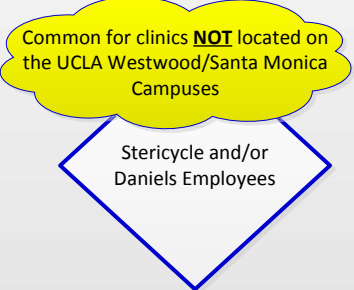 Common for clinics NOT located on
the UCLA Westwood/Santa Monica
Campuses
Stericycle and/or
Daniels Employees